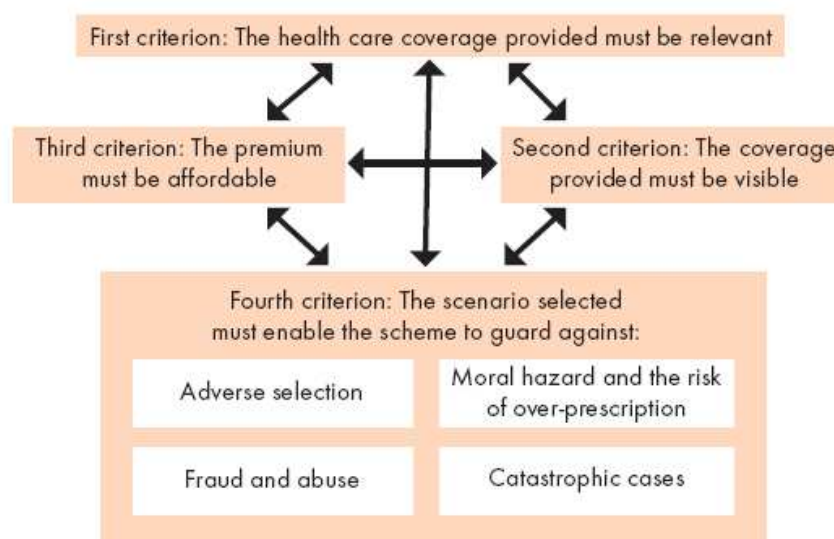 First criterion: The health care coverage provided must be relevant
Third criterion: The premium
must be affordable
Second criterion: The coverage
provided must be visible
Fourth criterion: The scenario selected
must enable the scheme to guard against:
Adverse selection
Moral hazard and the risk
of over-prescription
Fraud and abuse
Catastrophic cases